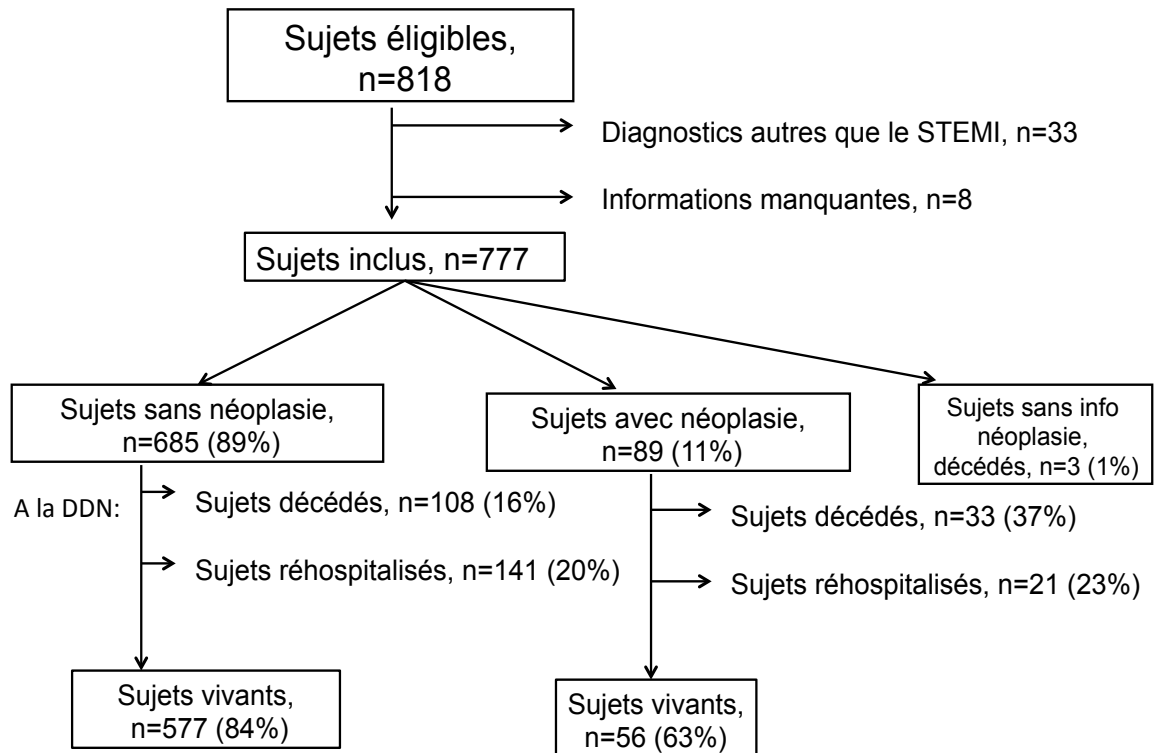 Sujets éligibles,
n=818
Diagnostics autres que le STEMI, n=33
Informations manquantes, n=8
Sujets inclus, n=777
Sujets sans néoplasie,
n=685 (89%)
Sujets avec néoplasie,
n=89 (11%)
Sujets sans info
néoplasie,
décédés, n=3 (1%)
A la DDN:
Sujets décédés, n=108 (16%)
Sujets réhospitalisés, n=141 (20%)
Sujets décédés, n=33 (37%)
Sujets réhospitalisés, n=21 (23%)
Sujets vivants,
n=577 (84%)
Sujets vivants,
n=56 (63%)